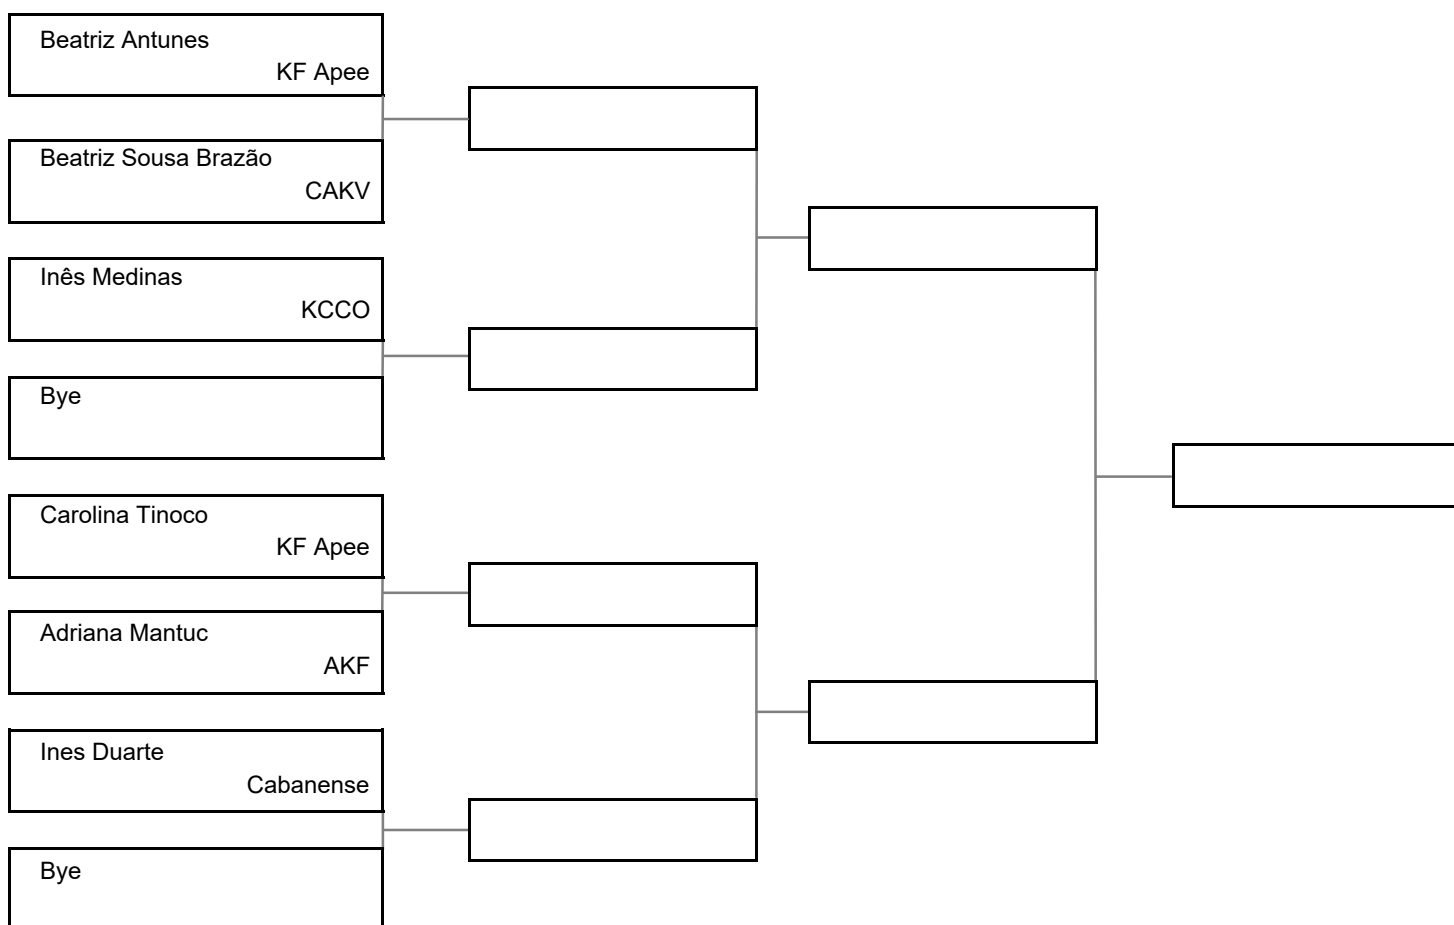 Beatriz Antunes
KF Apee
Beatriz Sousa Brazão
CAKV
Inês Medinas
KCCO
Bye
Carolina Tinoco
KF Apee
Adriana Mantuc
AKF
Ines Duarte
Cabanense
Bye